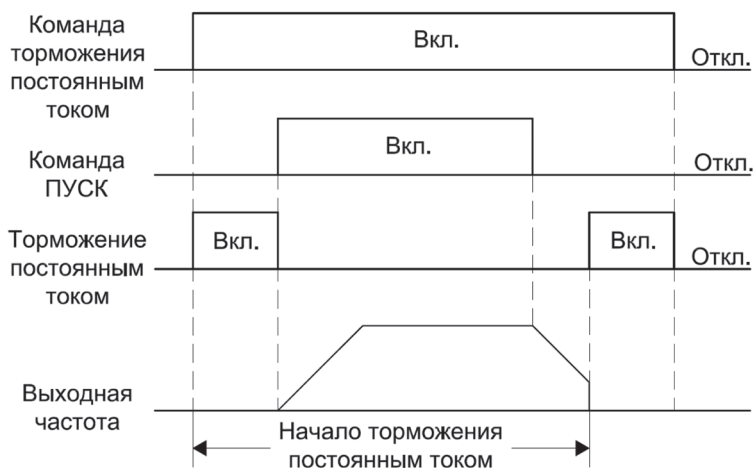 Команда
торможения
постоянным
током
Вкл.
Откл.
Команда
ПУСК
Вкл.
Откл.
Торможение
постоянным
током
Вкл.
Вкл.
Откл.
Выходная
частота
Начало торможения
постоянным током